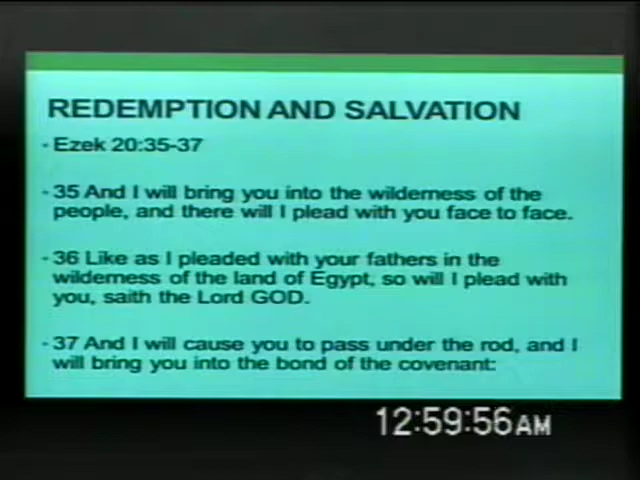 REDEMPTION AND SALVATION
- Ezek 20:35-37
- 35 And I will bring you into the wilderness of the
people, and there will I plead with you face to face.
- 36 Like as I pleaded with your fathers in the
wilderness of the land of Egypt, so will I plead with
you, saith the Lord GOD.
- 37 And I will cause you to pass under the rod, and I
will bring you into the bond of the covenant:
12:59:56AM